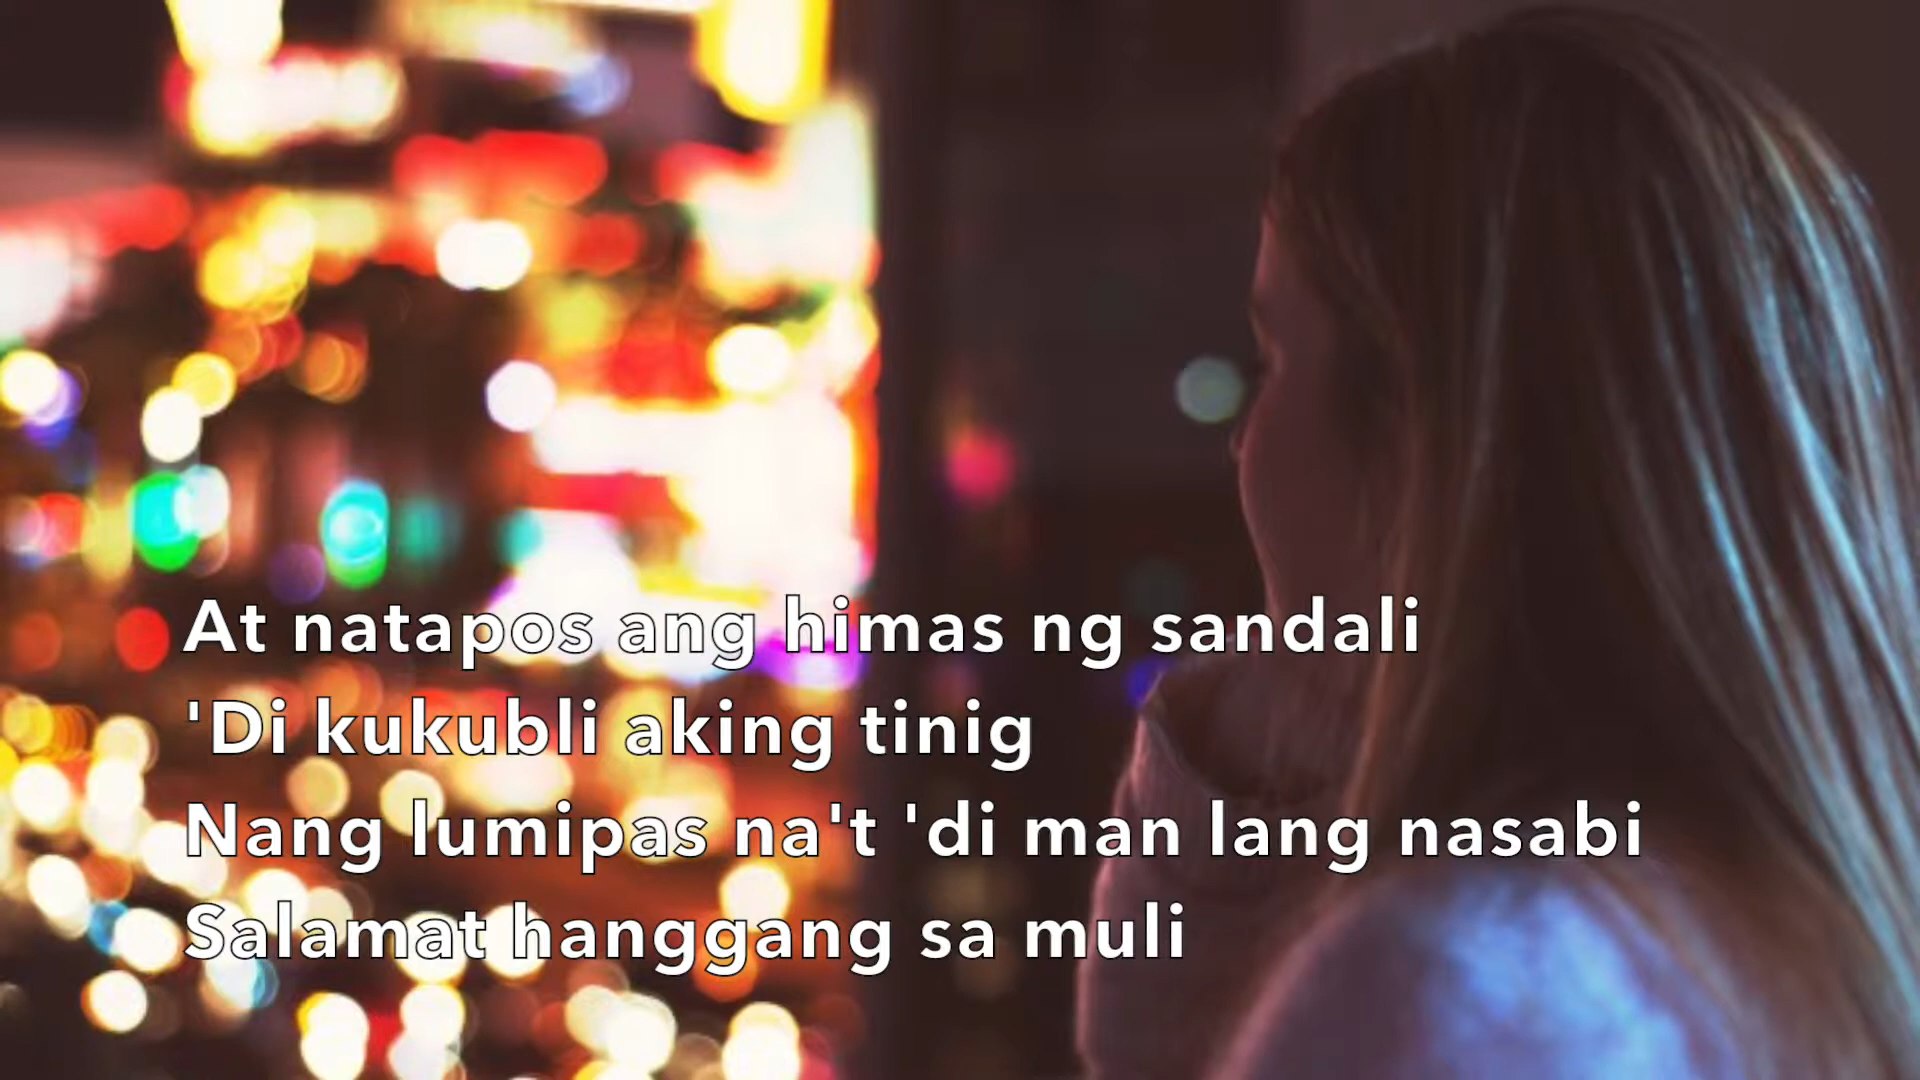 At natapos ang himas ng sandali
'Di kukubli aking tinig
Nang lumipas na't 'di man lang nasabi
Salamat hanggang sa muli